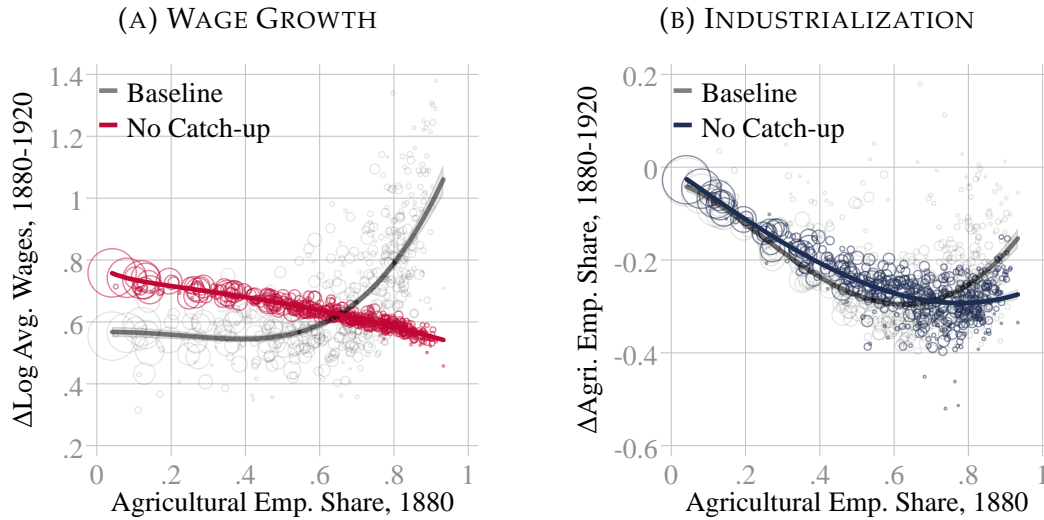 (A) WAGE GROWTH
ΔLog Avg. Wages, 1880-1920
1.4
1.2
1
.8
.6
.4
.2
Baseline
No Catch-up
0 .2 .4 .6 .8 1
Agricultural Emp. Share, 1880
(B) INDUSTRIALIZATION
ΔAgri. Emp. Share, 1880-1920
0.2
0
-0.2
-0.4
-0.6
Baseline
No Catch-up
0 .2 .4 .6 .8 1
Agricultural Emp. Share, 1880